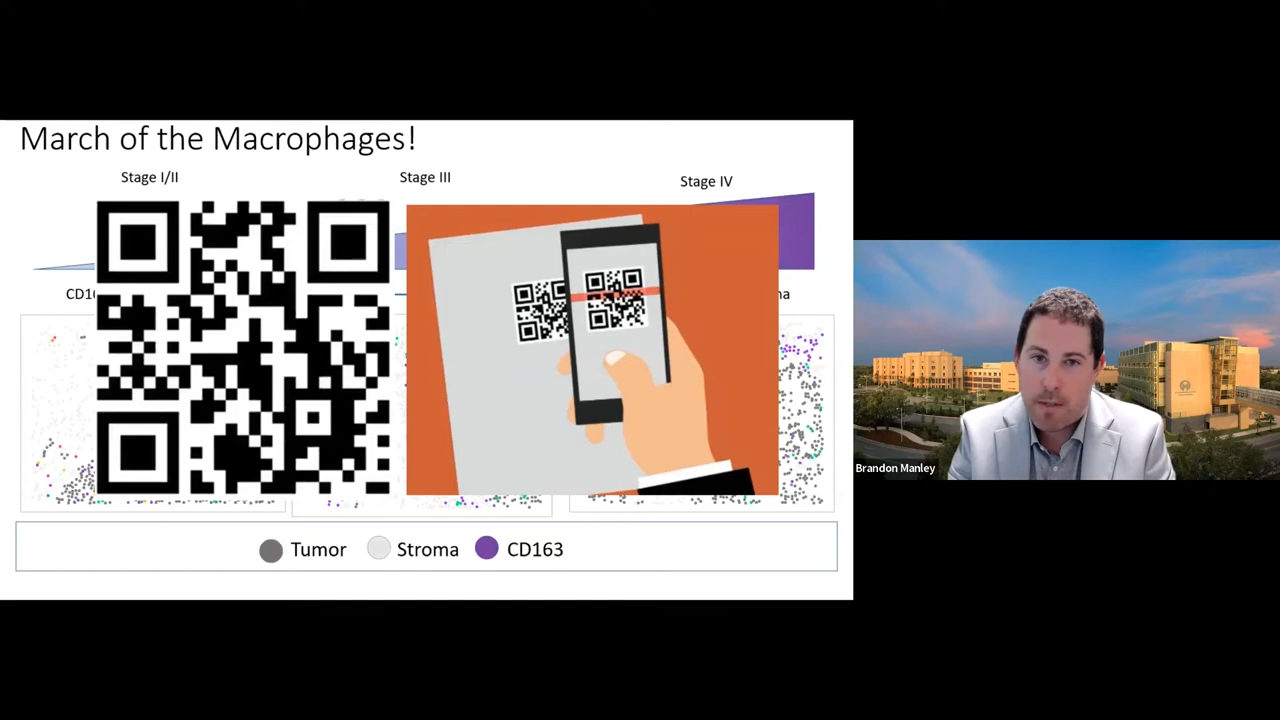 March of the Macrophages!
Stage I/II
Stage III
Stage IV
Tumor
Stroma
CD163
Brandon Manley